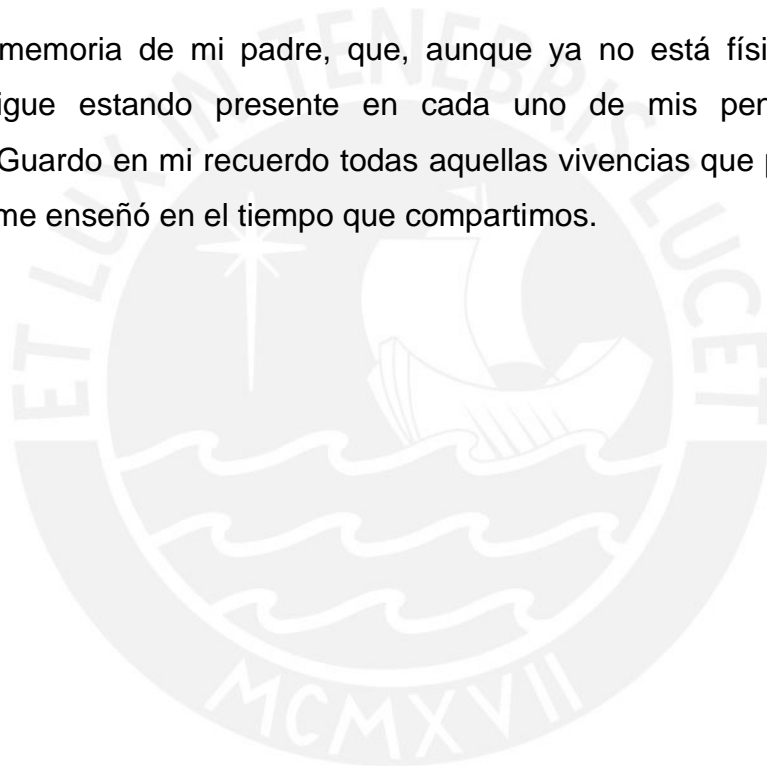 memoria de mi padre, que, aunque ya no está
igue estando presente en cada uno de mis
Guardo en mi recuerdo todas aquellas vivencias que
me enseñó en el tiempo que compartimos.
ET LUX IN TENEBRIS LUCET
MCMXVII